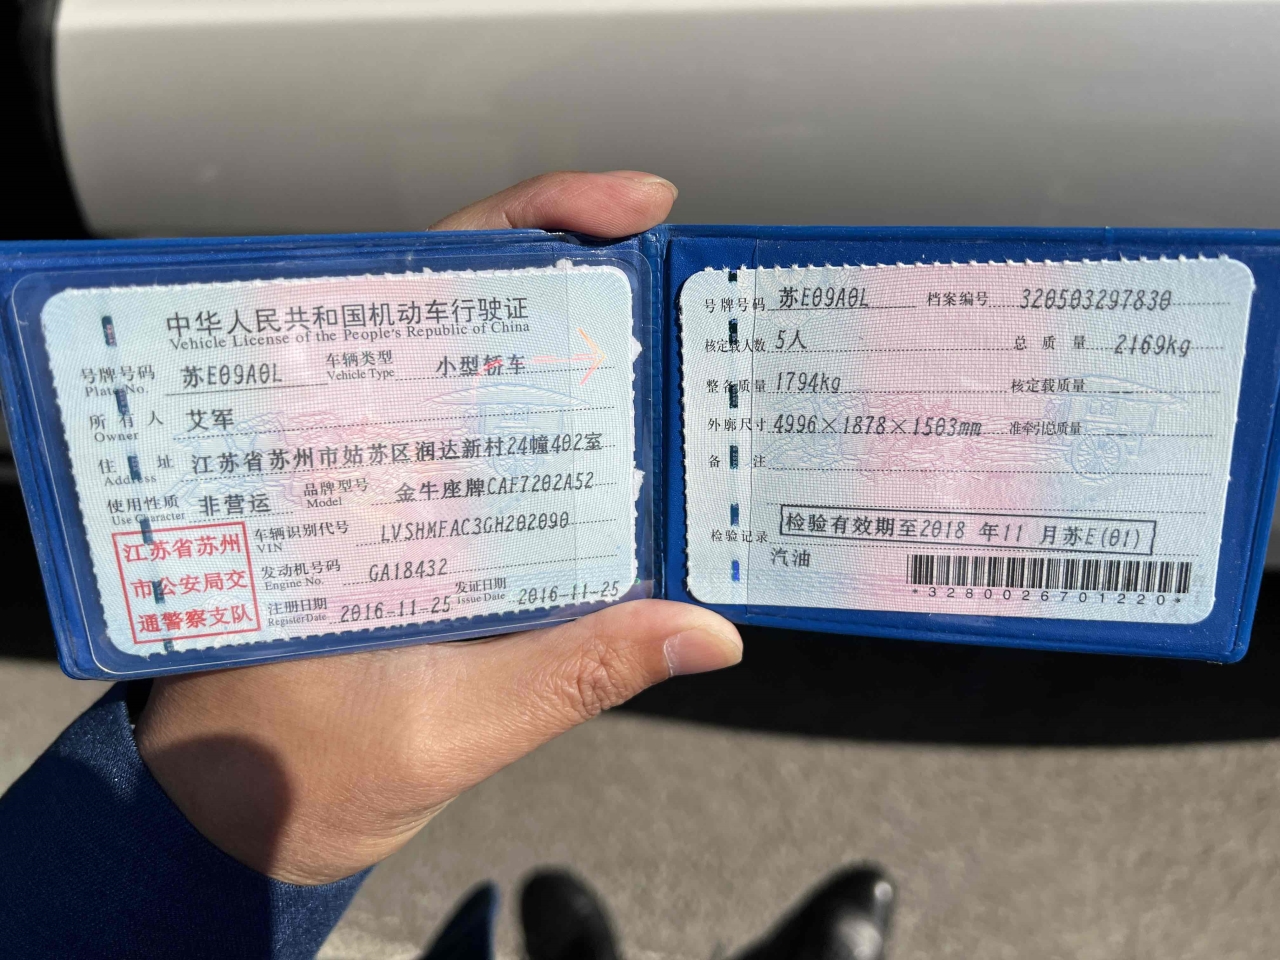 中华人民共和国机动车行驶证
Vehicle License of the People's Republic of China
号牌号码 苏E09A0L 车辆类型 小型轿车
Plate No. Vehicle Type
所有人 艾军
Owner
住址 江苏省苏州市姑苏区润达新村24幢402室
Address
使用性质 非营运 品牌型号 金牛座牌CAF7202A52
Use Character Model
江苏省苏州
市公安局交
通警察支队
车辆识别代号 LVSHMFAC3GH202090
VIN
发动机号码 GA18432
Engine No.
注册日期 2016-11-25 发证日期 2016-11-25
Register Date Issue Date
号牌号码 苏E09A0L 档案编号 320503297830
核定载人数 5人 总质量 2169kg
整备质量 1794kg 核定载质量
外廓尺寸 4996×1878×1503mm 准牵引总质量
备注
检验记录 检验有效期至2018年11月苏E(01)
汽油
*3280026701220*